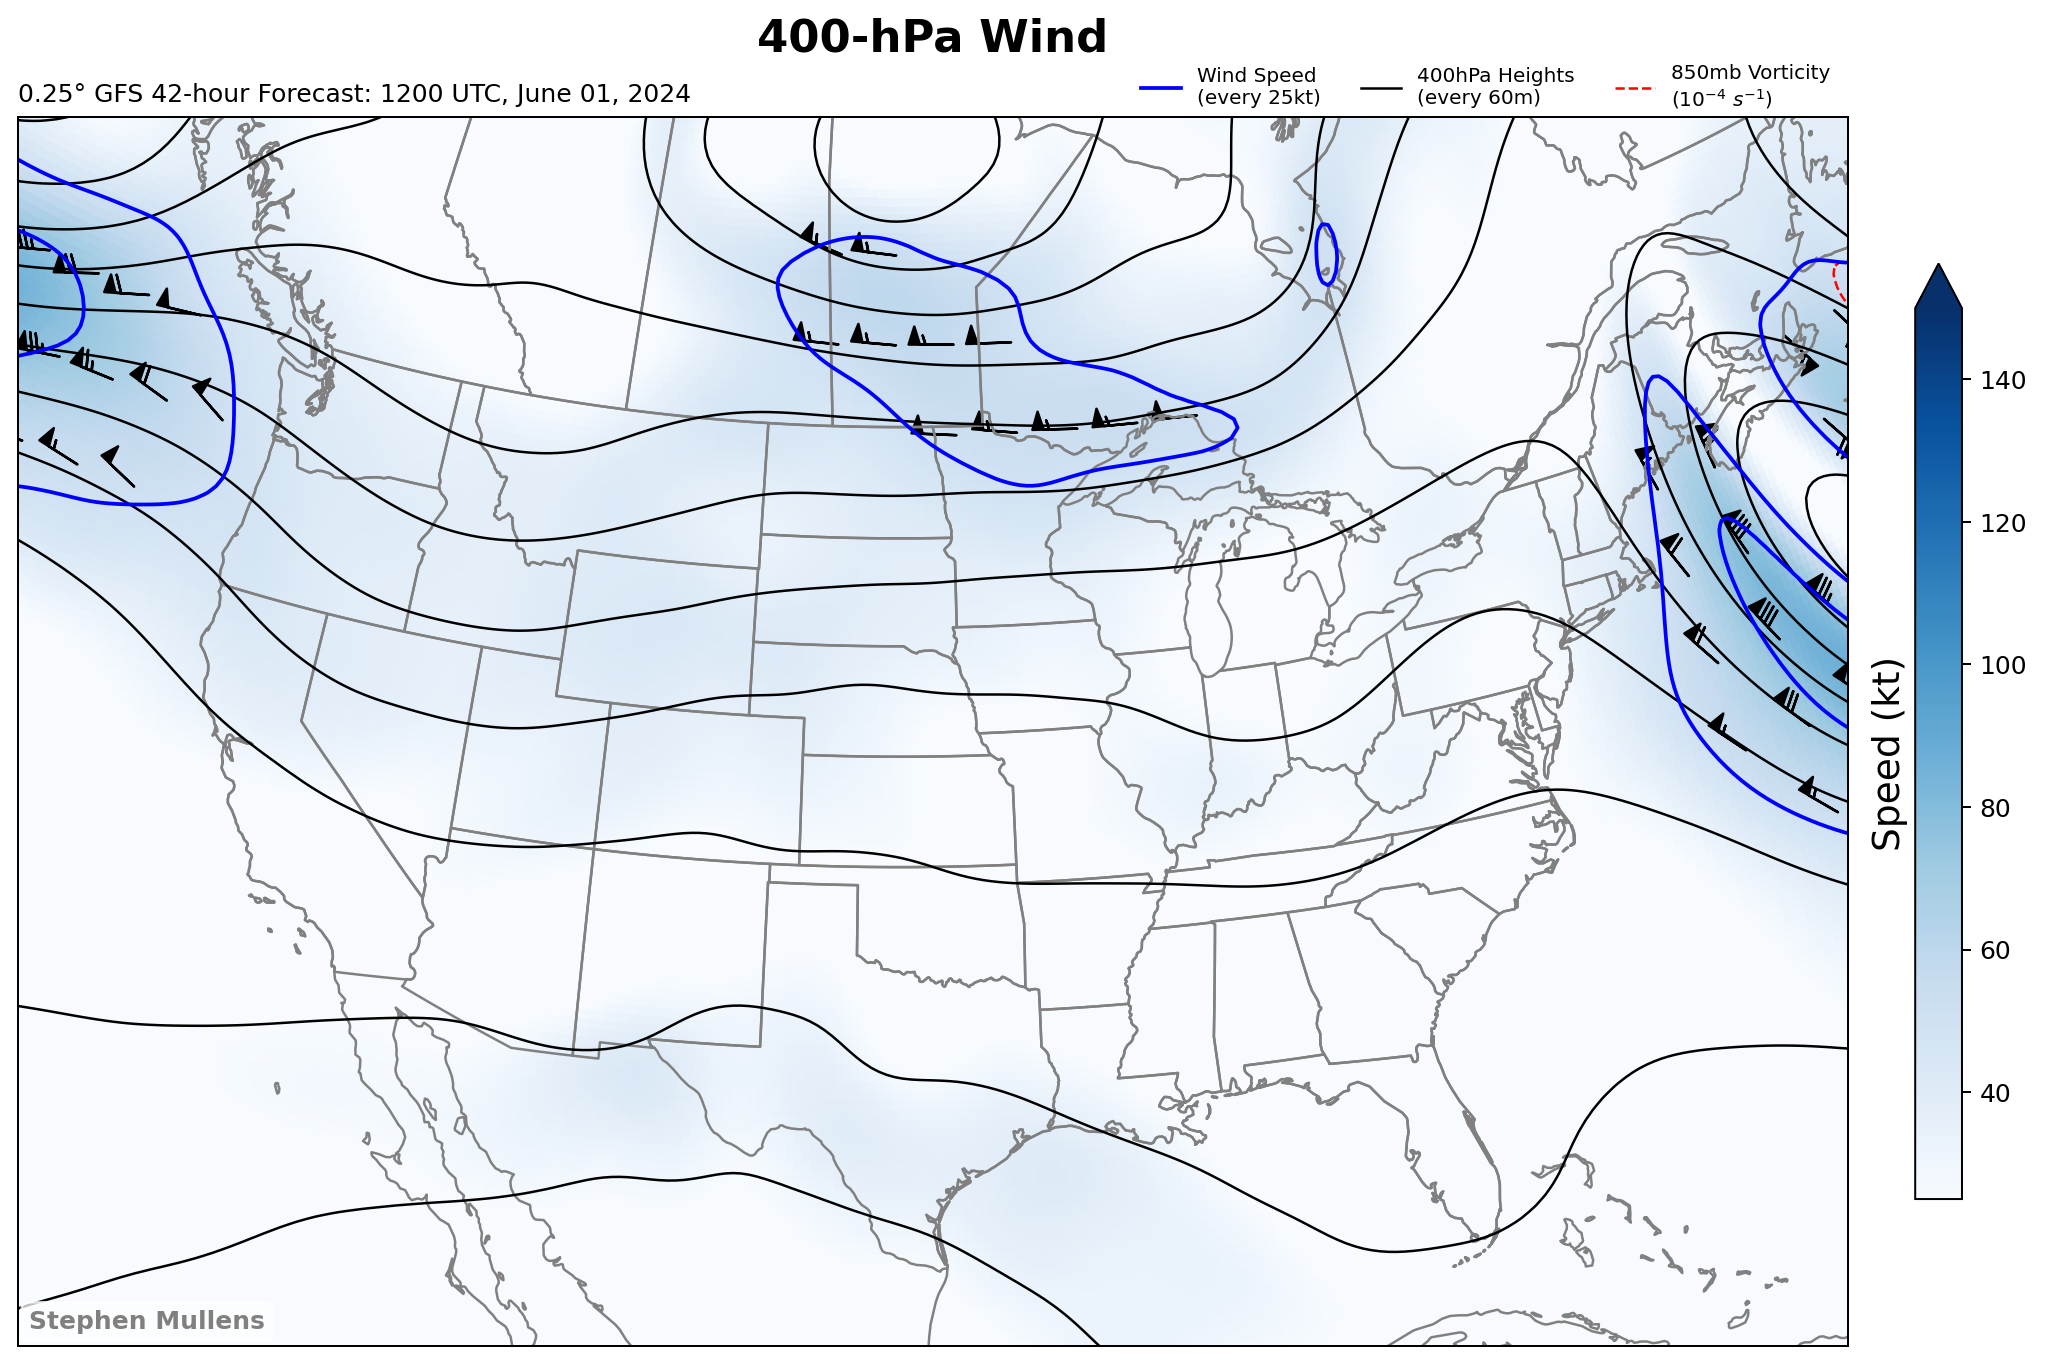 400-hPa Wind
0.25° GFS 42-hour Forecast: 1200 UTC, June 01, 2024
Wind Speed
(every 25kt)
400hPa Heights
(every 60m)
850mb Vorticity
(10⁻⁴ s⁻¹)
140
120
100
80
60
40
Speed (kt)
Stephen Mullens